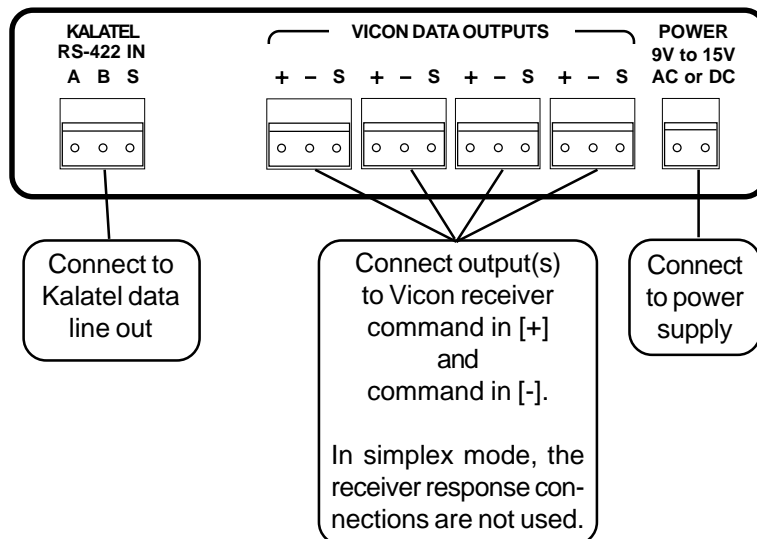 KALATEL
RS-422 IN
A B S
VICON DATA OUTPUTS
+ – S + – S + – S + – S
POWER
9V to 15V
AC or DC
Connect to
Kalatel data
line out
Connect output(s)
to Vicon receiver
command in [+]
and
command in [-].
In simplex mode, the
receiver response con-
nections are not used.
Connect
to power
supply